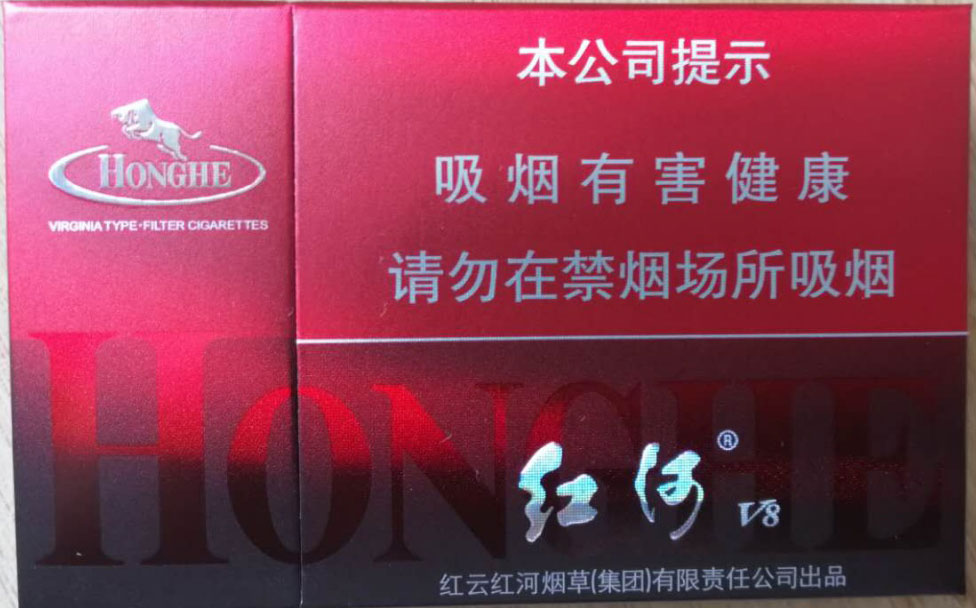 HONGHE
VIRGINIA TYPE·FILTER CIGARETTES
本公司提示
吸烟有害健康
请勿在禁烟场所吸烟
HONGHE
红河® V8
红云红河烟草(集团)有限责任公司出品